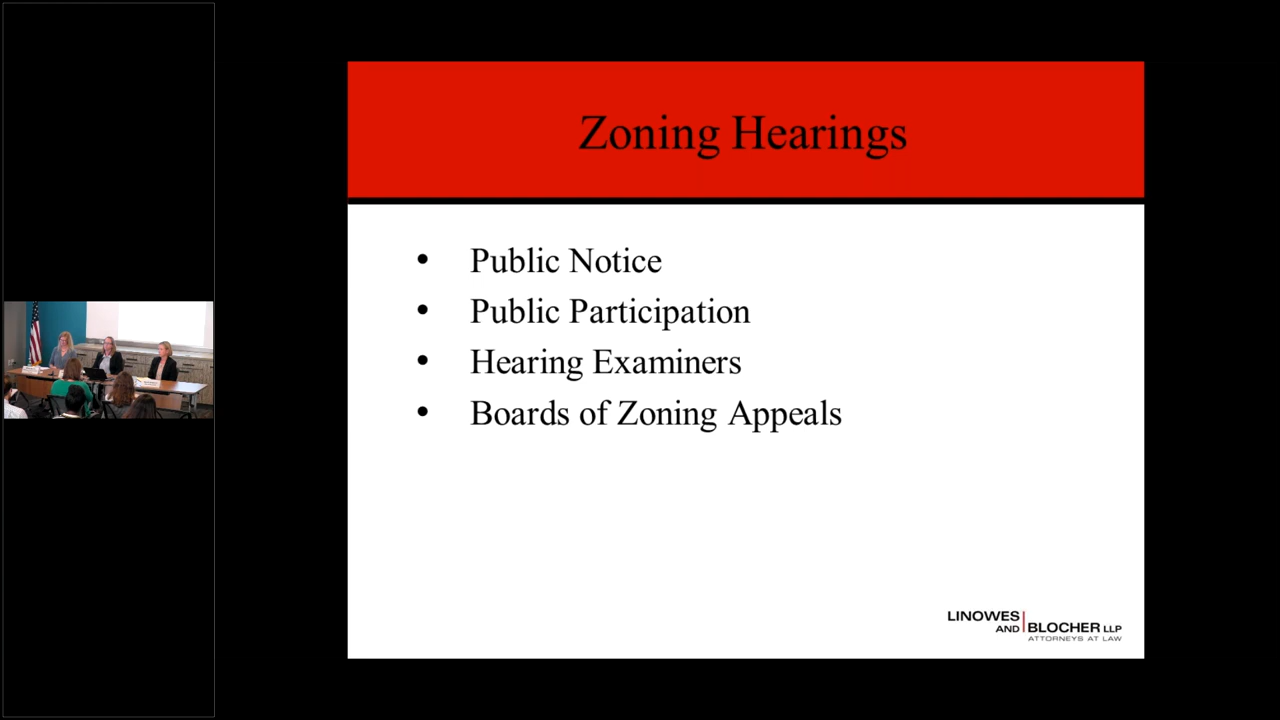 Zoning Hearings
• Public Notice
• Public Participation
• Hearing Examiners
• Boards of Zoning Appeals
LINOWES
AND BLOCHER LLP
ATTORNEYS AT LAW